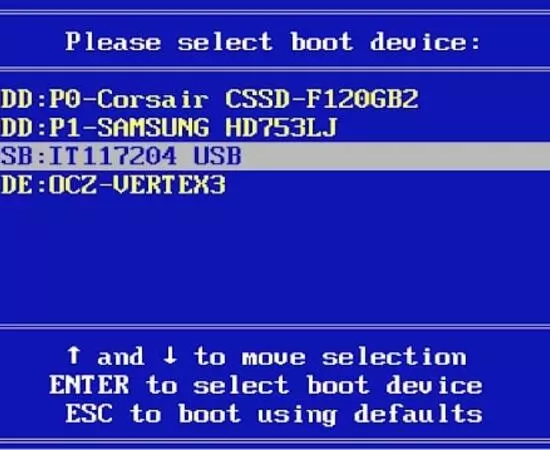 Please select boot device:
DD:P0-Corsair CSSD-F120GB2
DD:P1-SAMSUNG HD753LJ
SB:IT117204 USB
DE:OCZ-VERTEX3
↑ and ↓ to move selection
ENTER to select boot device
ESC to boot using defaults